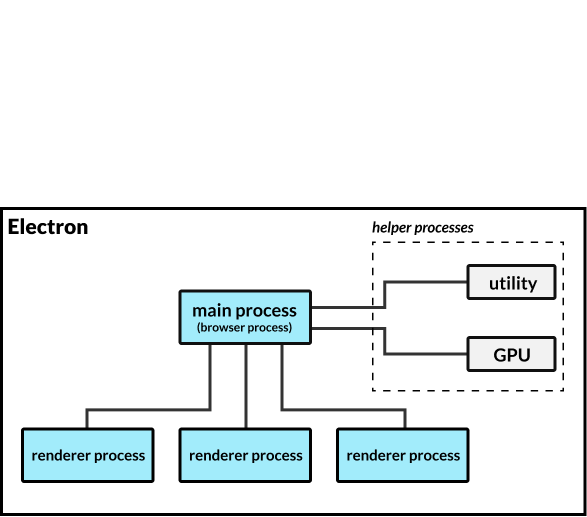 Electron
helper processes
utility
main process
(browser process)
GPU
renderer process
renderer process
renderer process